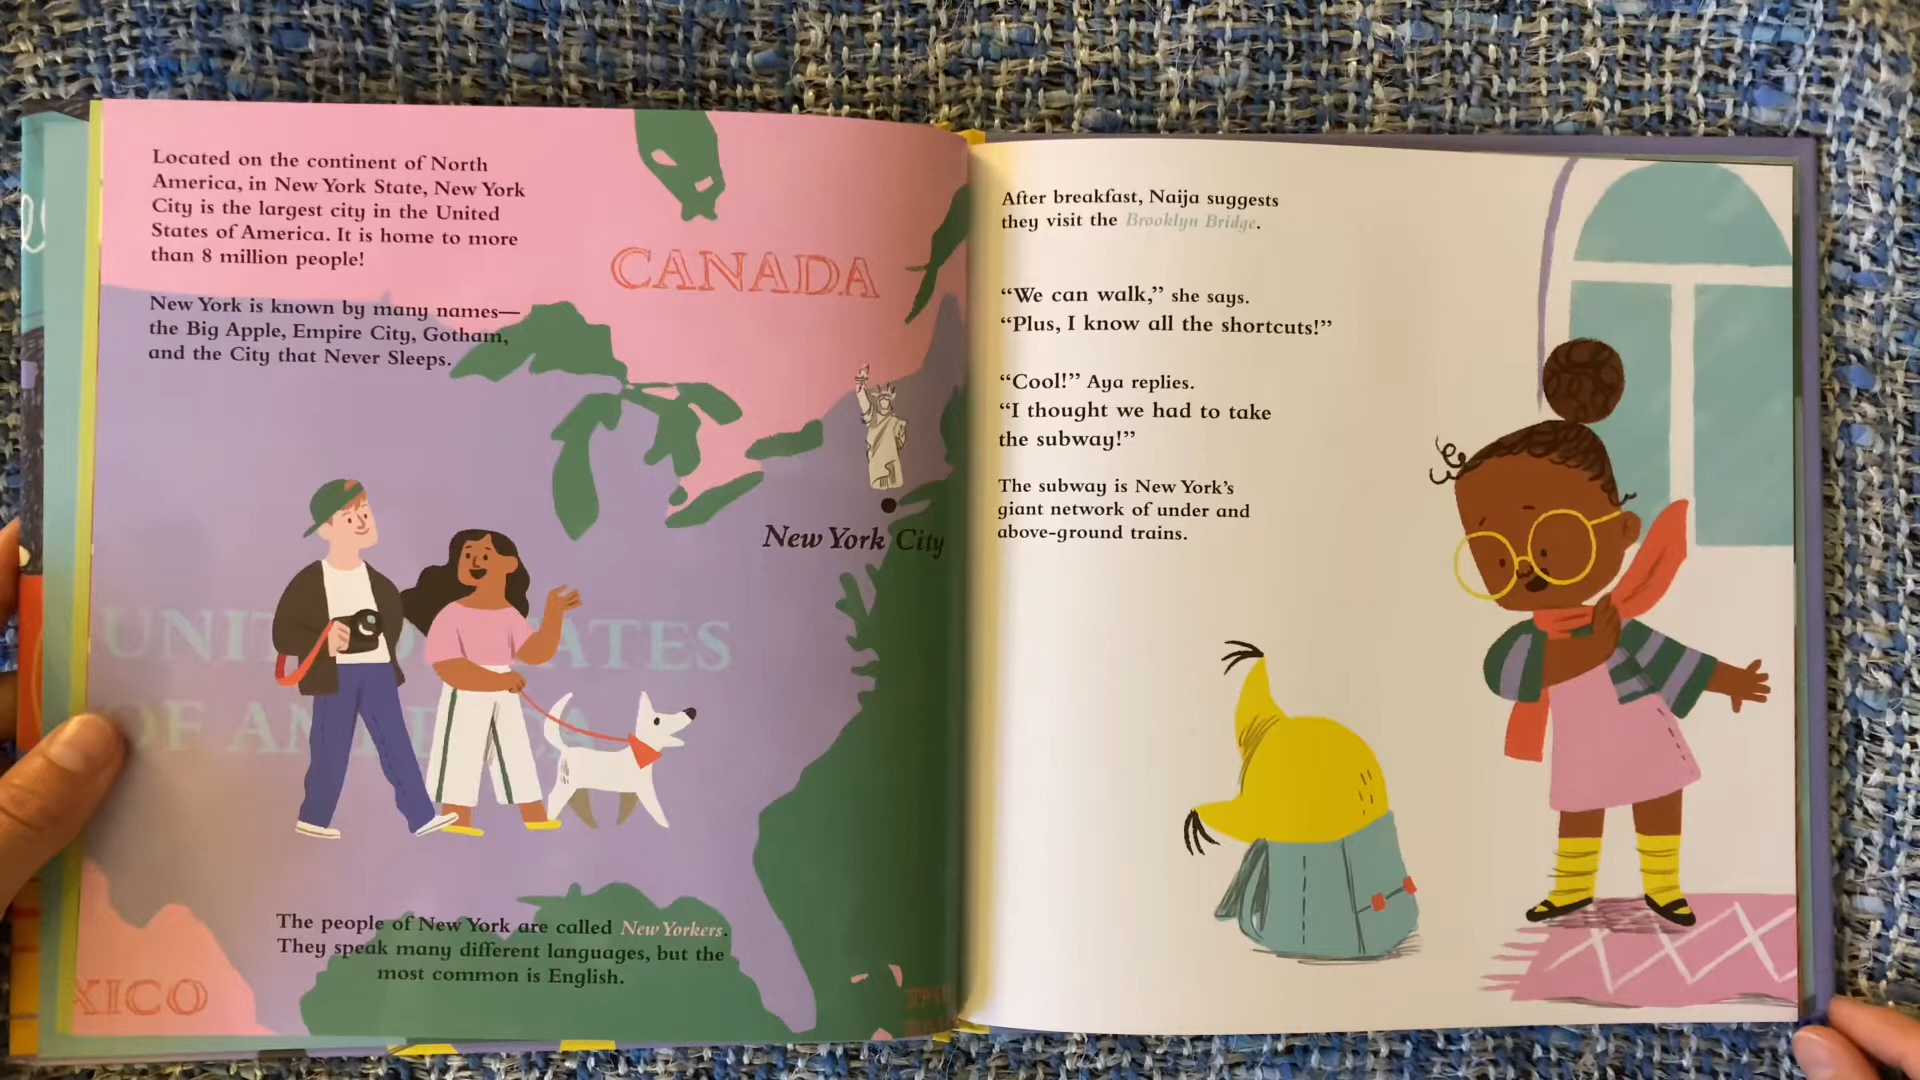 Located on the continent of North
America, in New York State, New York
City is the largest city in the United
States of America. It is home to more
than 8 million people!
New York is known by many names—
the Big Apple, Empire City, Gotham,
and the City that Never Sleeps.
CANADA
New York City
UNITED STATES
OF AMERICA
The people of New York are called New Yorkers.
They speak many different languages, but the
most common is English.
XICO
After breakfast, Naija suggests
they visit the Brooklyn Bridge.
“We can walk,” she says.
“Plus, I know all the shortcuts!”
“Cool!” Aya replies.
“I thought we had to take
the subway!”
The subway is New York’s
giant network of under and
above-ground trains.